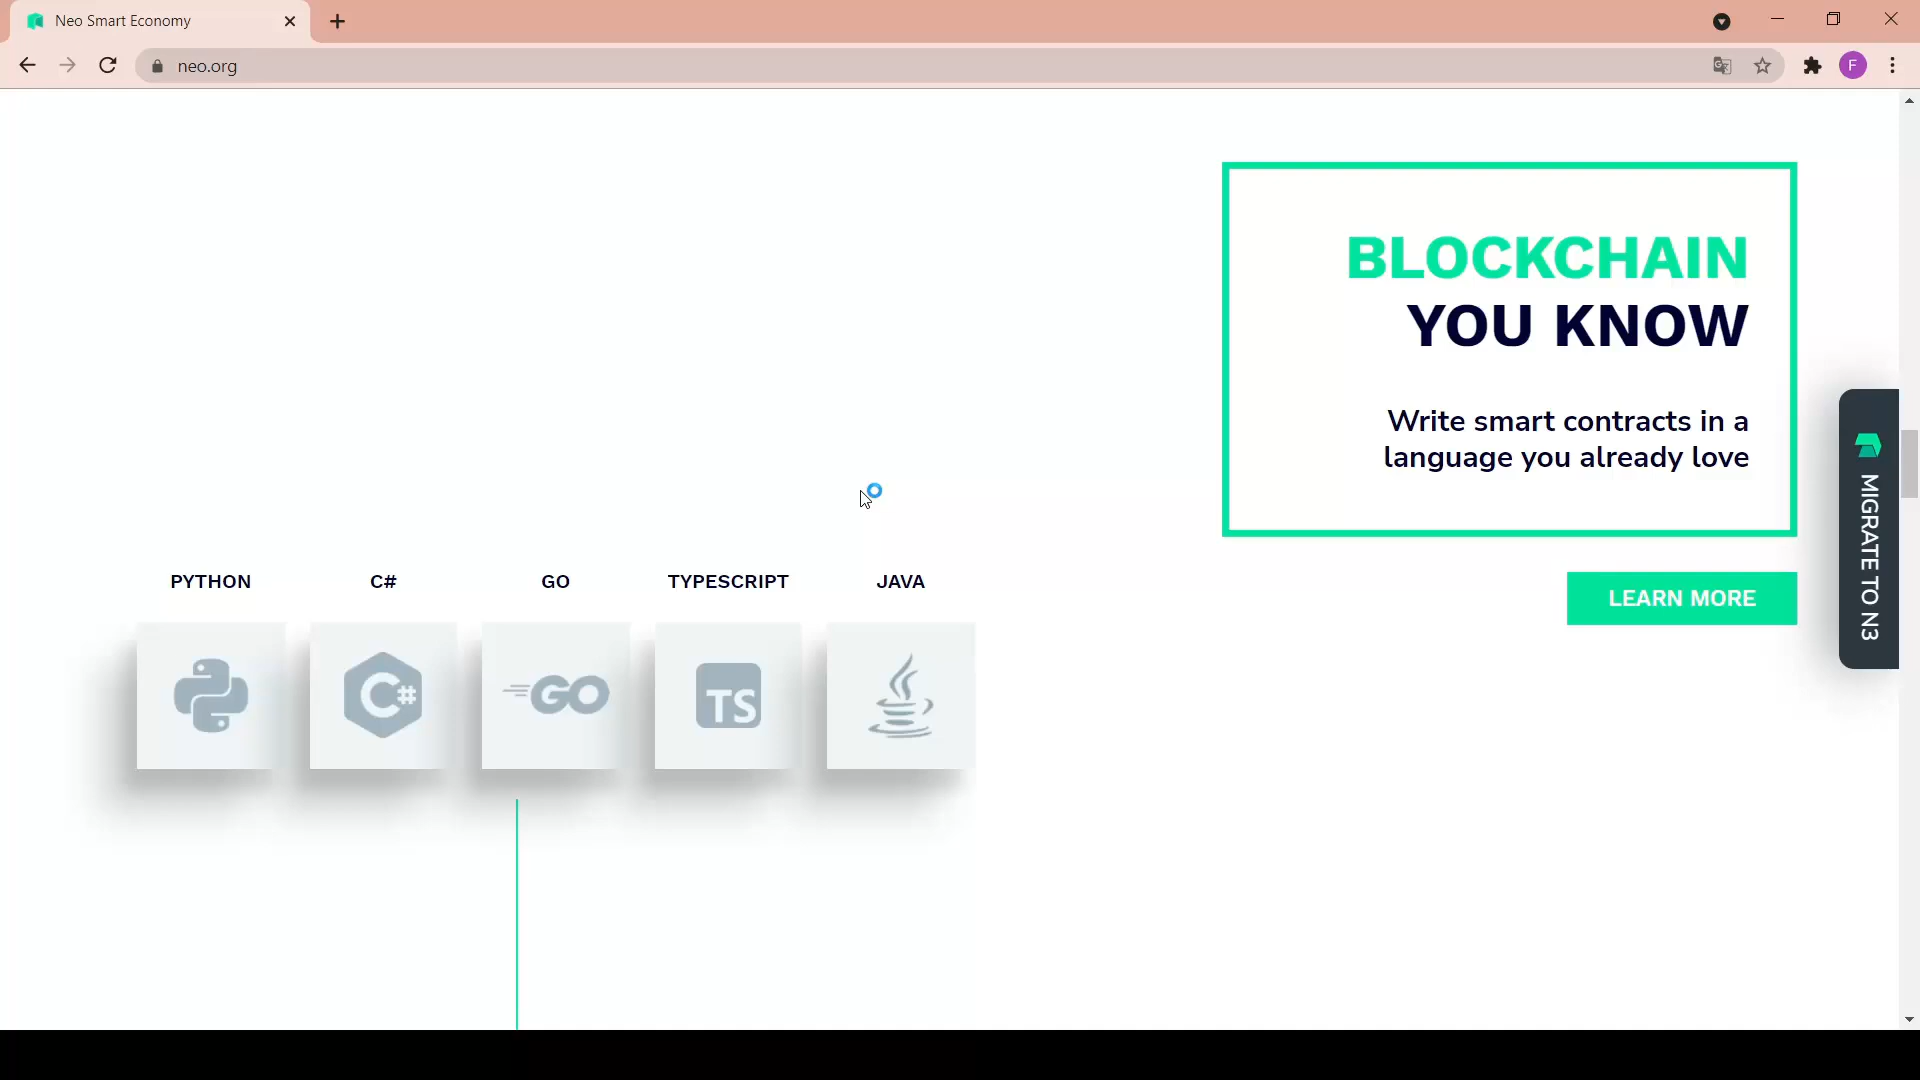 Neo Smart Economy
neo.org
F
BLOCKCHAIN
YOU KNOW
Write smart contracts in a
language you already love
LEARN MORE
MIGRATE TO N3
PYTHON
C#
GO
TYPESCRIPT
JAVA
C#
GO
TS